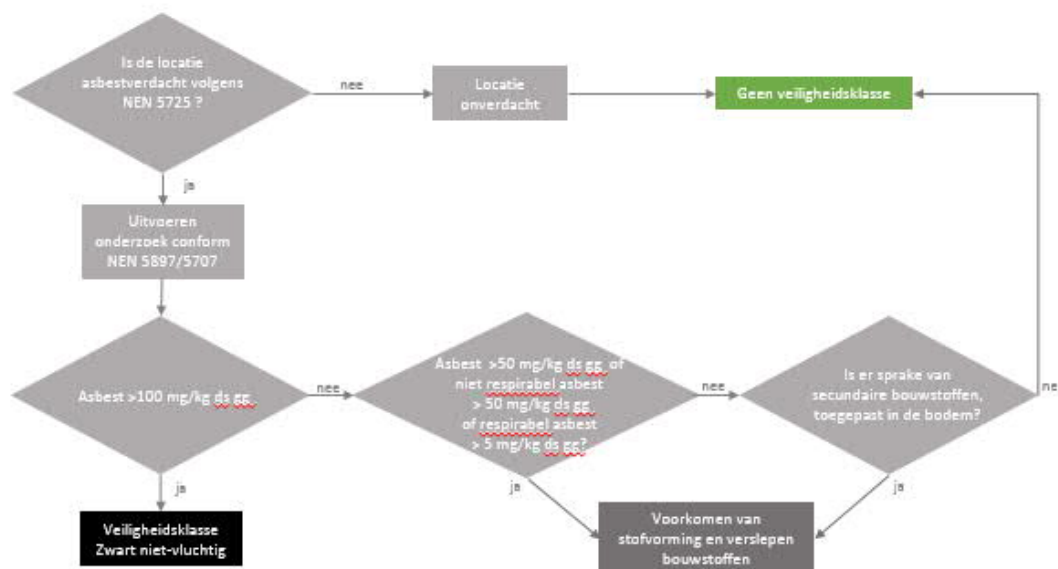 Is de locatie
asbestverdacht volgens
NEN 5725 ?
nee
Locatie
onverdacht
Geen veiligheidsklasse
ja
Uitvoeren
onderzoek conform
NEN 5897/5707
Asbest >100 mg/kg ds gg
nee
Asbest >50 mg/kg ds gg of
niet respirabel asbest
> 50 mg/kg ds gg
of respirabel asbest
> 5 mg/kg ds gg?
nee
Is er sprake van
secundaire bouwstoffen,
toegepast in de bodem?
ne
ja
ja
ja
Veiligheidsklasse
Zwart niet-vluchtig
Voorkomen van
stofvorming en verslepen
bouwstoffen